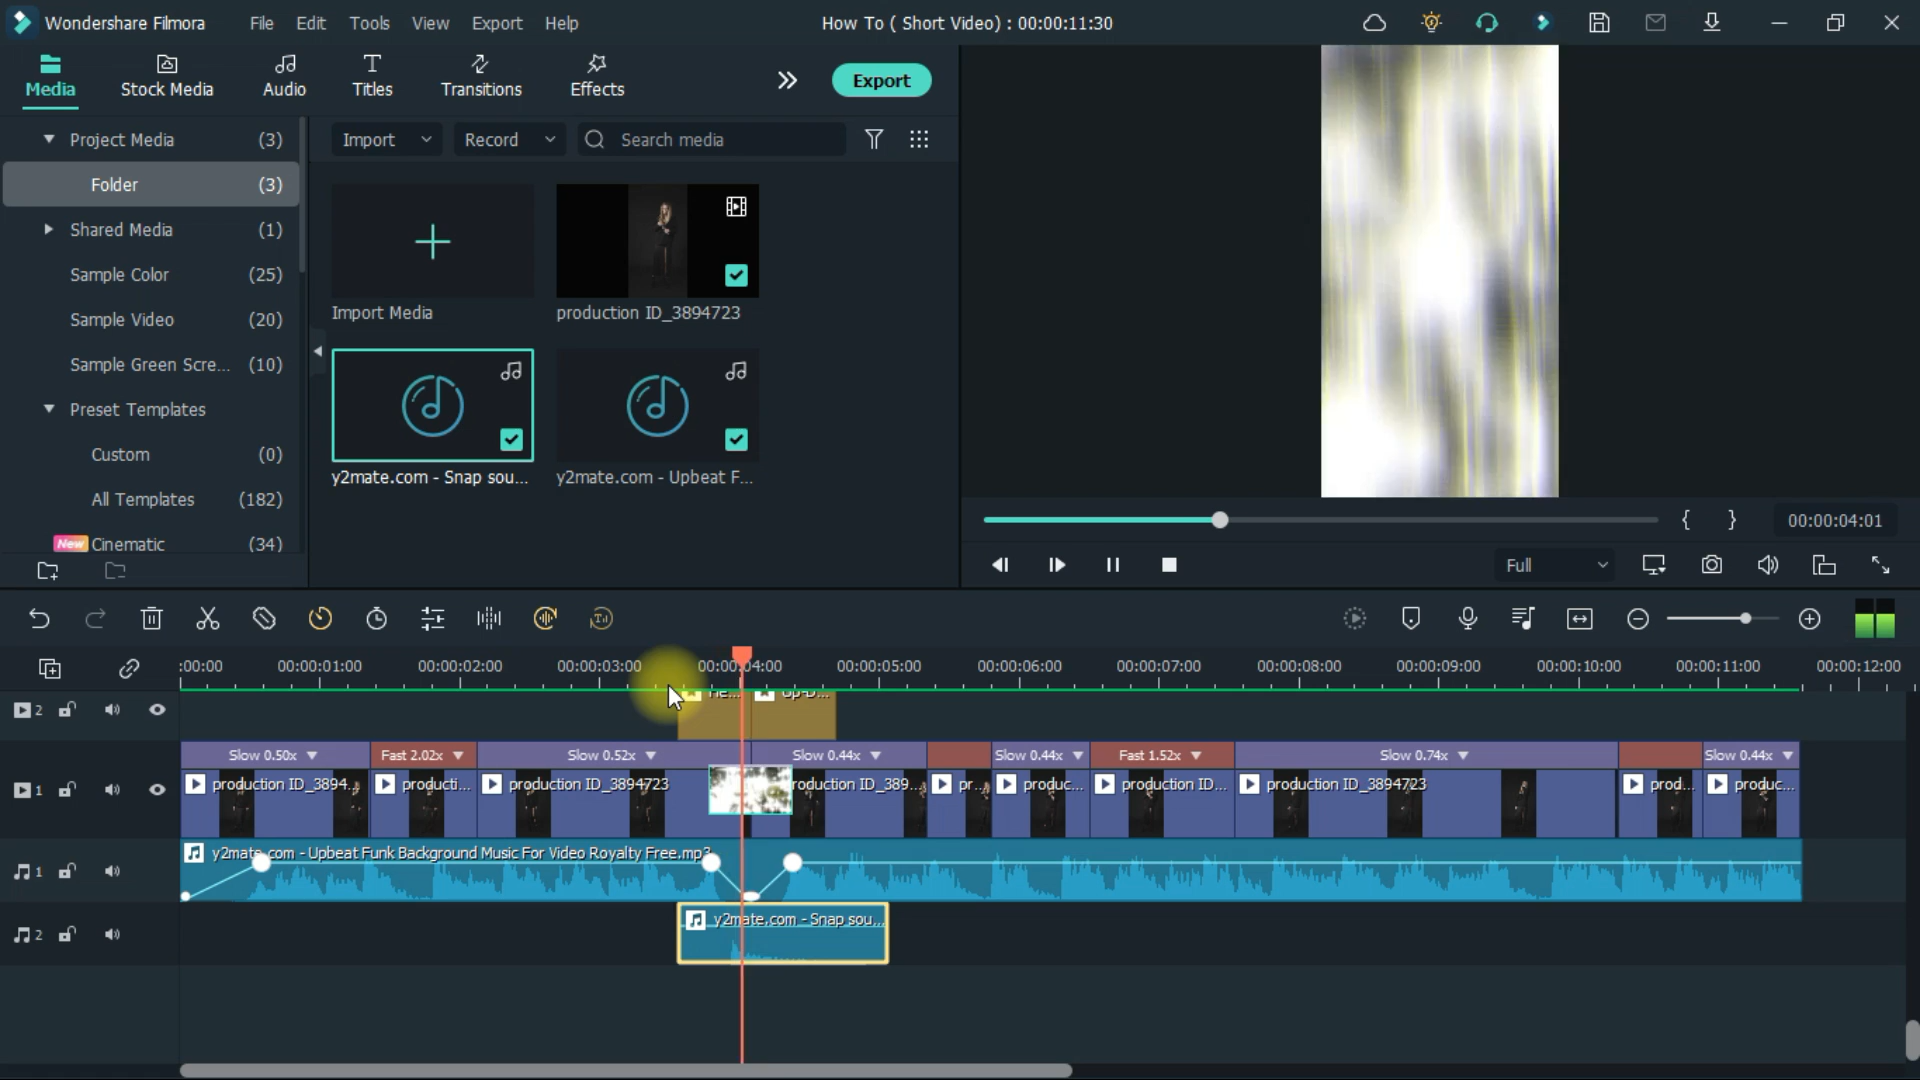 Wondershare Filmora File Edit Tools View Export Help How To ( Short Video) : 00:00:11:30
Media Stock Media Audio Titles Transitions Effects Export
Project Media (3)
Folder (3)
Shared Media (1)
Sample Color (25)
Sample Video (20)
Sample Green Scre... (10)
Preset Templates
Custom (0)
All Templates (182)
New Cinematic (34)
Import Record Search media
Import Media production ID_3894723
y2mate.com - Snap sou... y2mate.com - Upbeat F...
{ } 00:00:04:01
Full
:00:00 00:00:01:00 00:00:02:00 00:00:03:00 00:00:04:00 00:00:05:00 00:00:06:00 00:00:07:00 00:00:08:00 00:00:09:00 00:00:10:00 00:00:11:00 00:00:12:00
2 Up-D...
Slow 0.50x Fast 2.02x Slow 0.52x Slow 0.44x Slow 0.44x Fast 1.52x Slow 0.74x Slow 0.44x
1 production ID_3894... producti... production ID_3894723 roduction ID_389... pr... produc... production ID... production ID_3894723 prod... produc...
1 y2mate.com - Upbeat Funk Background Music For Video Royalty Free.mp3
2 y2mate.com - Snap sou...